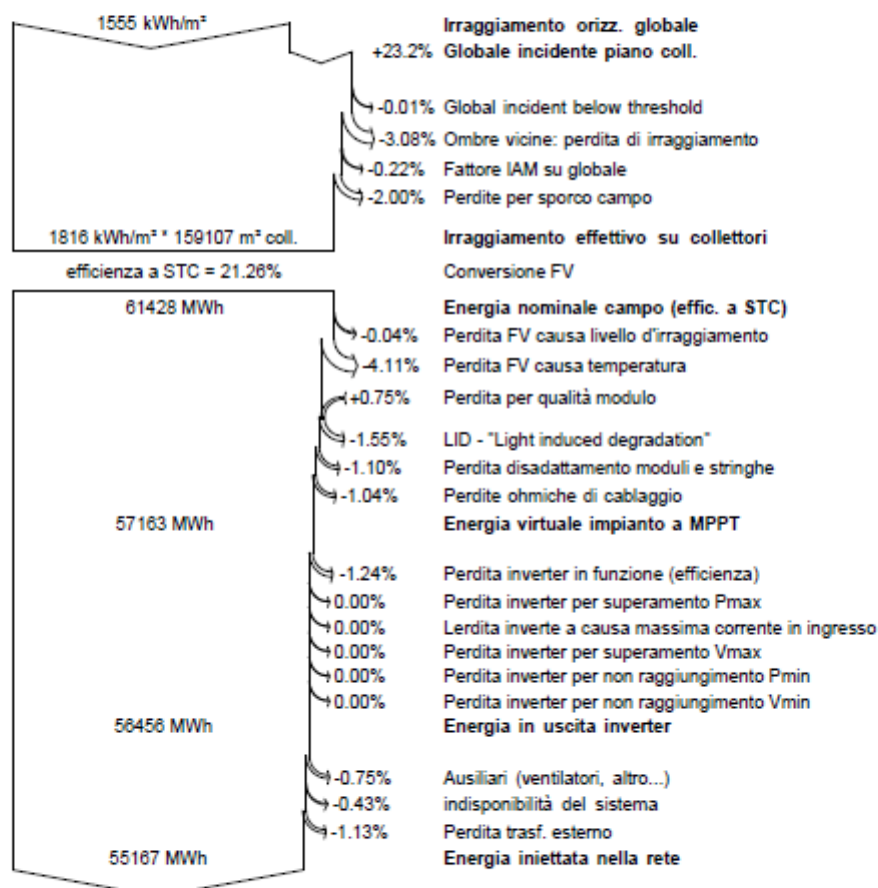 1555 kWh/m² Irraggiamento orizz. globale
+23.2% Globale incidente piano coll.
-0.01% Global incident below threshold
-3.08% Ombre vicine: perdita di irraggiamento
-0.22% Fattore IAM su globale
-2.00% Perdite per sporco campo
1816 kWh/m² * 159107 m² coll. Irraggiamento effettivo su collettori
efficienza a STC = 21.26% Conversione FV
61428 MWh Energia nominale campo (effic. a STC)
-0.04% Perdita FV causa livello d'irraggiamento
-4.11% Perdita FV causa temperatura
+0.75% Perdita per qualità modulo
-1.55% LID - "Light induced degradation"
-1.10% Perdita disadattamento moduli e stringhe
-1.04% Perdite ohmiche di cablaggio
57163 MWh Energia virtuale impianto a MPPT
-1.24% Perdita inverter in funzione (efficienza)
0.00% Perdita inverter per superamento Pmax
0.00% Lerdita inverte a causa massima corrente in ingresso
0.00% Perdita inverter per superamento Vmax
0.00% Perdita inverter per non raggiungimento Pmin
0.00% Perdita inverter per non raggiungimento Vmin
56456 MWh Energia in uscita inverter
-0.75% Ausiliari (ventilatori, altro...)
-0.43% indisponibilità del sistema
-1.13% Perdita trasf. esterno
55167 MWh Energia iniettata nella rete